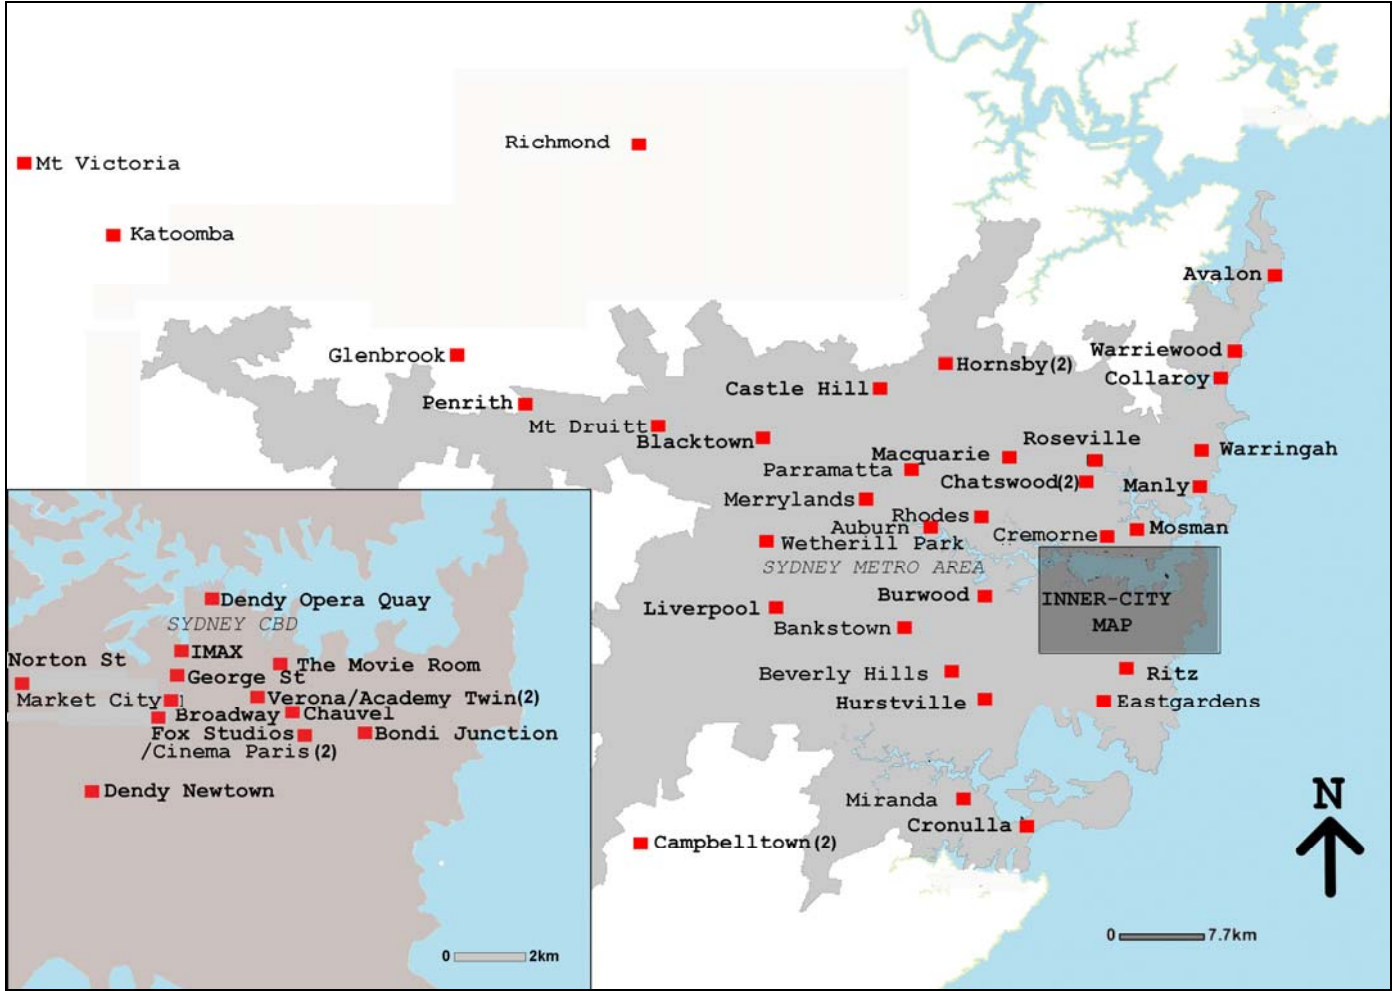 Richmond
Mt Victoria
Katoomba
Avalon
Glenbrook
Warriewood
Hornsby(2)
Collaroy
Castle Hill
Penrith
Mt Druitt
Blacktown
Roseville
Warringah
Macquarie
Parramatta
Chatswood(2)
Manly
Merrylands
Rhodes
Auburn
Mosman
Cremorne
Wetherill Park
SYDNEY METRO AREA
Burwood
INNER-CITY
MAP
Liverpool
Bankstown
Beverly Hills
Ritz
Hurstville
Eastgardens
Miranda
Cronulla
Campbelltown(2)
N
0 7.7km
Dendy Opera Quay
SYDNEY CBD
IMAX
Norton St
The Movie Room
George St
Market City
Verona/Academy Twin(2)
Broadway
Chauvel
Fox Studios
/Cinema Paris(2)
Bondi Junction
Dendy Newtown
0 2km